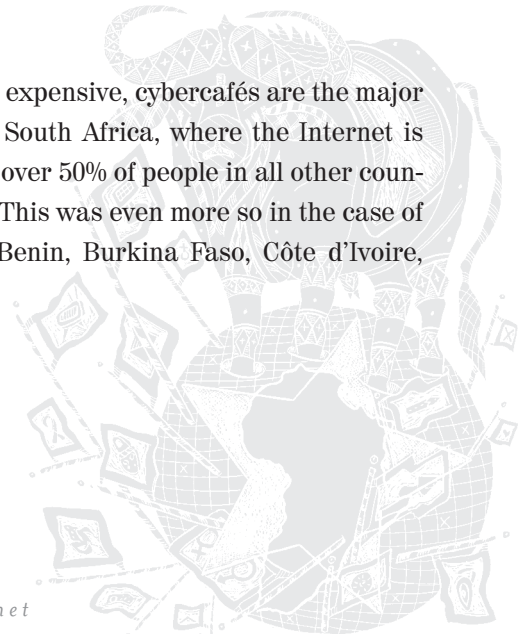 expensive, cybercafés are the major
South Africa, where the Internet is
over 50% of people in all other coun-
This was even more so in the case of
Benin, Burkina Faso, Côte d'Ivoire,
net